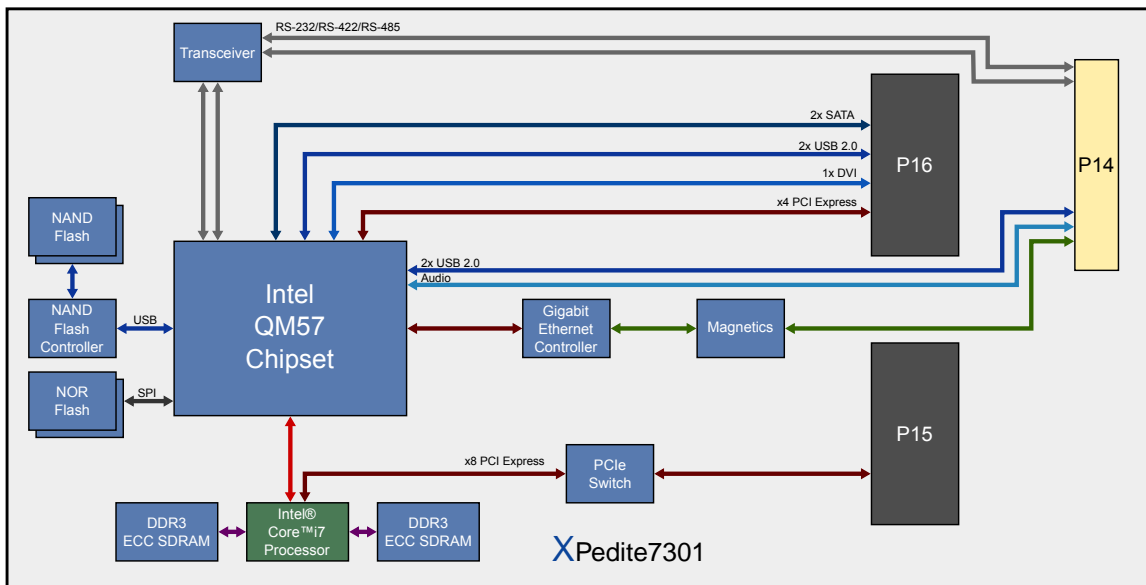 RS-232/RS-422/RS-485
Transceiver
2x SATA
2x USB 2.0
P16
P14
1x DVI
x4 PCI Express
NAND
Flash
2x USB 2.0
Audio
Intel
QM57
Chipset
NAND
Flash
Controller
USB
Gigabit
Ethernet
Controller
Magnetics
NOR
Flash
SPI
P15
x8 PCI Express
PCIe
Switch
DDR3
ECC SDRAM
Intel®
Core™i7
Processor
DDR3
ECC SDRAM
XPedite7301